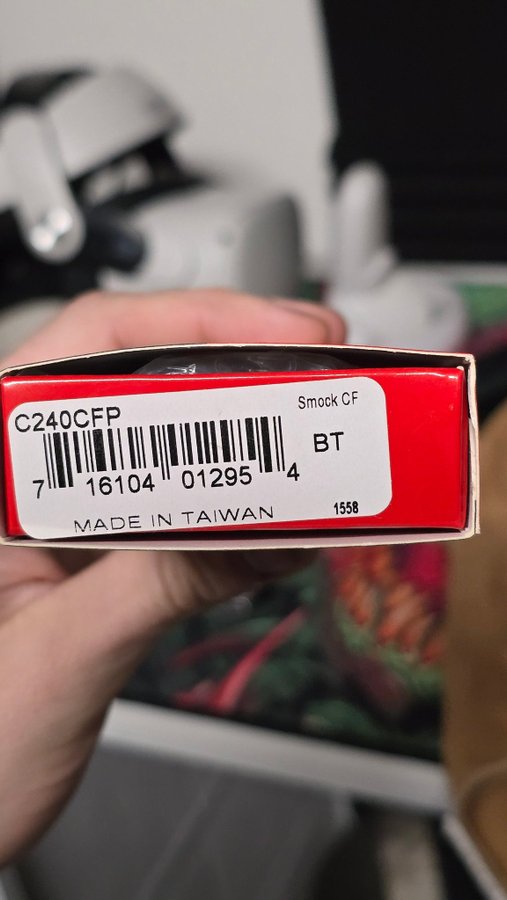 C240CFP
Smock CF
BT
7 16104 01295 4
MADE IN TAIWAN
1558